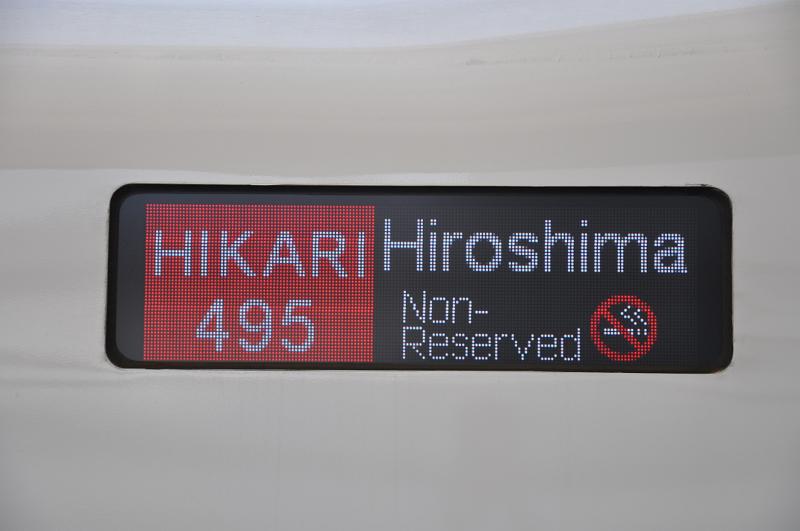 HIKARI
495
Hiroshima
Non-
Reserved